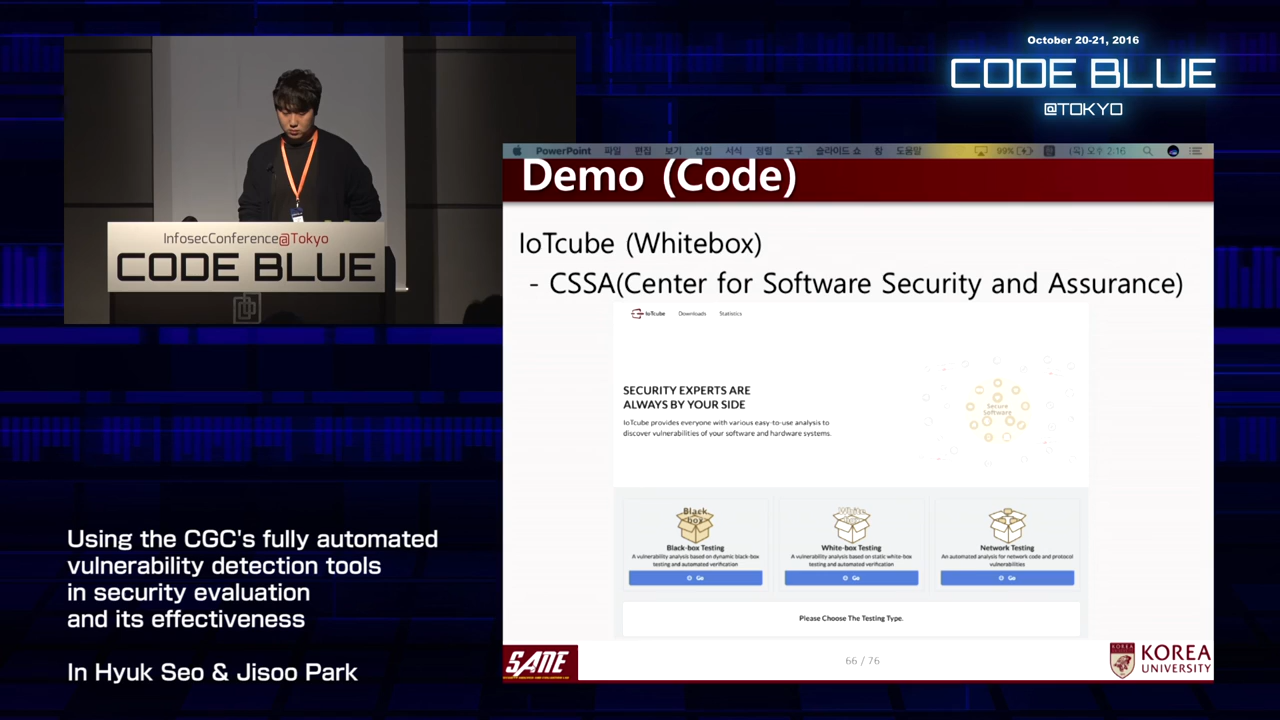 October 20-21, 2016
CODE BLUE
@TOKYO
InfosecConference@Tokyo
CODE BLUE
PowerPoint 파일 편집 보기 삽입 서식 정렬 도구 슬라이드 쇼 창 도움말 99% (목) 오후 2:16
Demo (Code)
IoTcube (Whitebox)
- CSSA(Center for Software Security and Assurance)
IoTcube Downloads Statistics
SECURITY EXPERTS ARE
ALWAYS BY YOUR SIDE
IoTcube provides everyone with various easy-to-use analysis to
discover vulnerabilities of your software and hardware systems.
Secure
Software
Black
box
Black-box Testing
A vulnerability analysis based on dynamic black-box
testing and automated verification
Go
White
box
White-box Testing
A vulnerability analysis based on static white-box
testing and automated verification
Go
Network Testing
An automated analysis for network code and protocol
vulnerabilities
Go
Please Choose The Testing Type.
SANE
66 / 76
KOREA
UNIVERSITY
Using the CGC's fully automated
vulnerability detection tools
in security evaluation
and its effectiveness
In Hyuk Seo & Jisoo Park